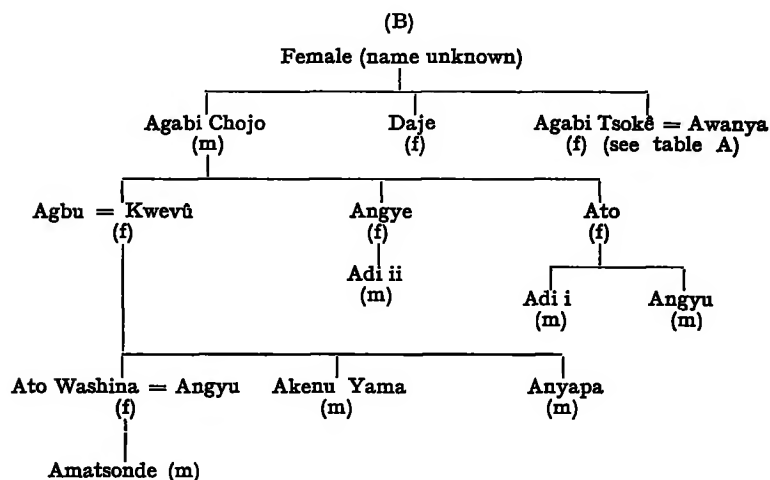 (B)
Female (name unknown)
Agabi Chojo Daje Agabi Tsokê = Awanya
(m) (f) (f) (see table A)
Agbu = Kwevû Angye Ato
(f) (f) (f)
Adi ii Adi i Angyu
(m) (m) (m)
Ato Washina = Angyu Akenu Yama Anyapa
(f) (m) (m)
Amatsonde (m)